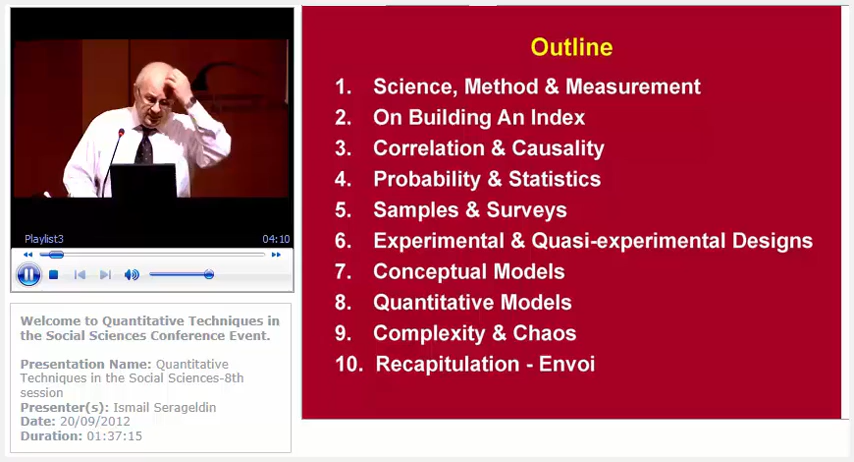 Playlist3
04:10
Welcome to Quantitative Techniques in
the Social Sciences Conference Event.
Presentation Name: Quantitative
Techniques in the Social Sciences-8th
session
Presenter(s): Ismail Serageldin
Date: 20/09/2012
Duration: 01:37:15
Outline
1. Science, Method & Measurement
2. On Building An Index
3. Correlation & Causality
4. Probability & Statistics
5. Samples & Surveys
6. Experimental & Quasi-experimental Designs
7. Conceptual Models
8. Quantitative Models
9. Complexity & Chaos
10. Recapitulation - Envoi